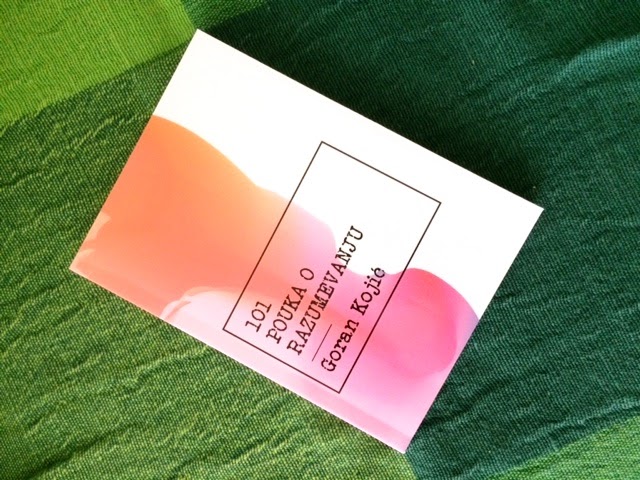 101
POUKA O
RAZUMEVANJU
Goran Kojić